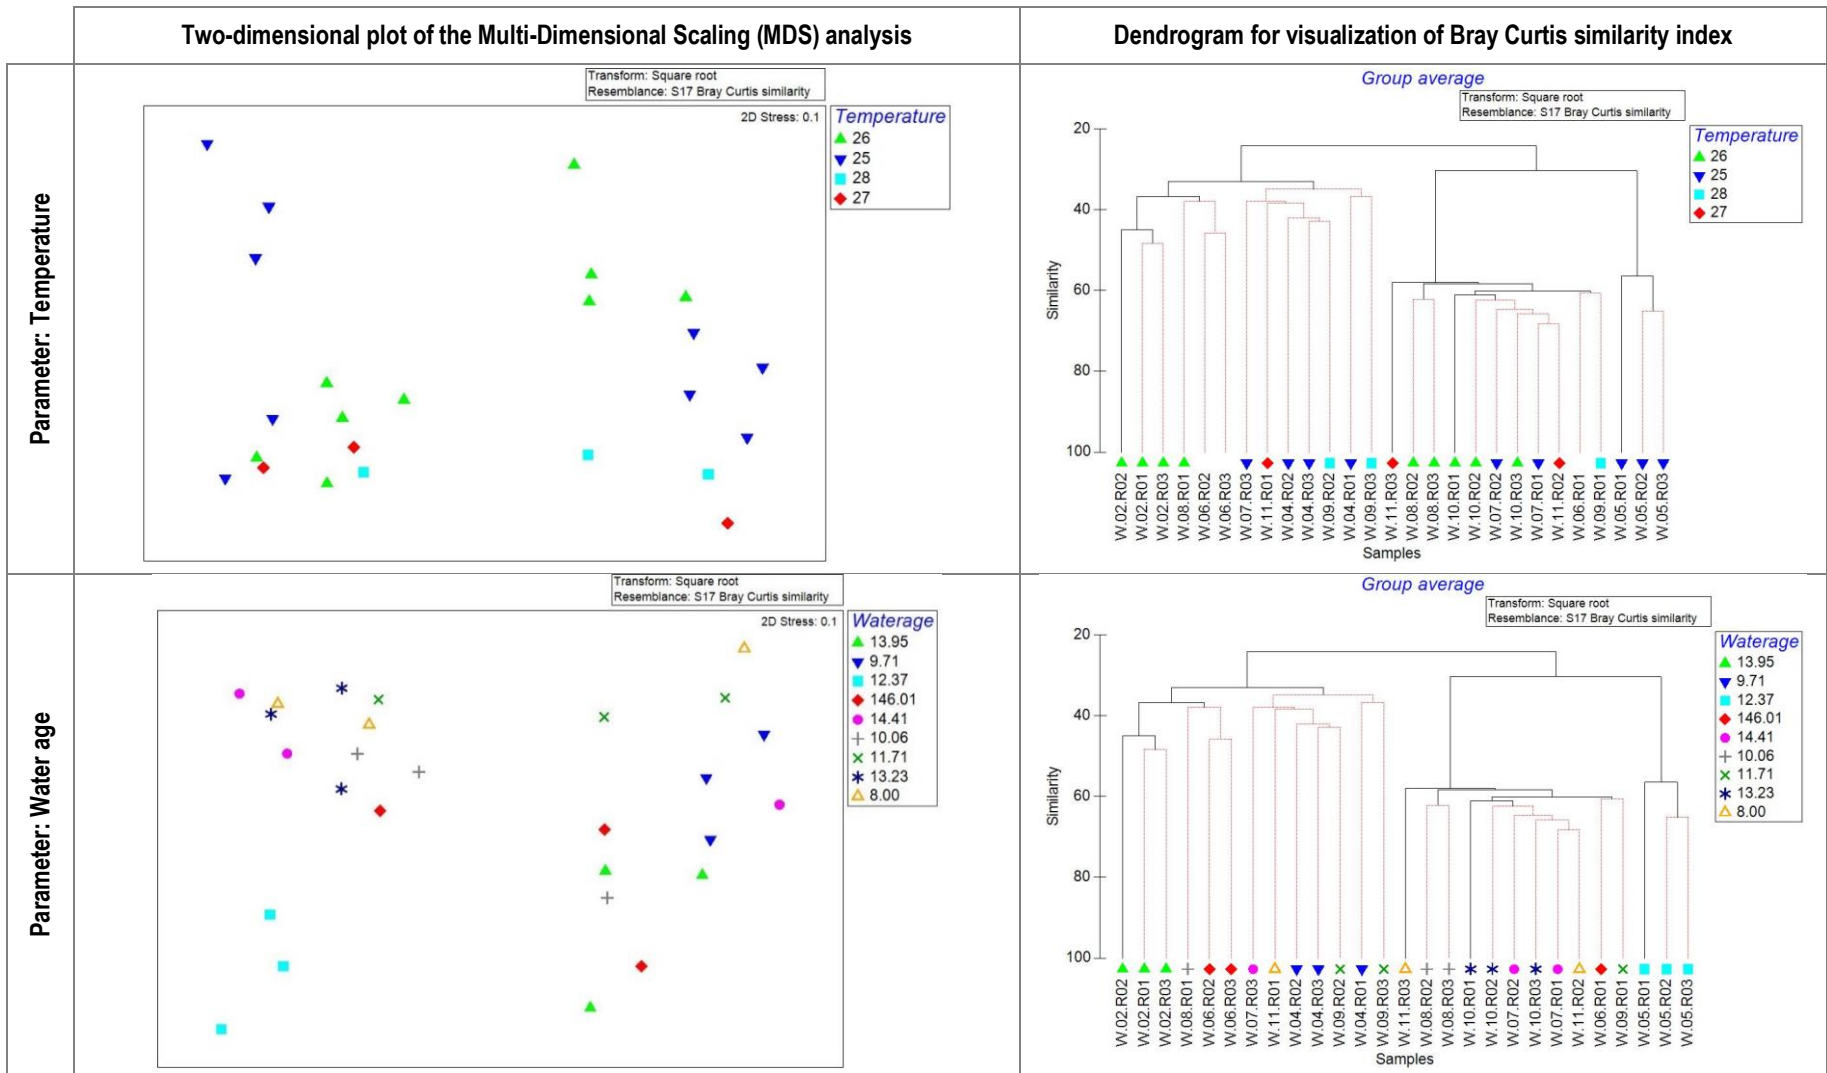 Two-dimensional plot of the Multi-Dimensional Scaling (MDS) analysis
Dendrogram for visualization of Bray Curtis similarity index
Parameter: Temperature
Transform: Square root
Resemblance: S17 Bray Curtis similarity
2D Stress: 0.1
Temperature
26
25
28
27
Group average
Transform: Square root
Resemblance: S17 Bray Curtis similarity
Temperature
26
25
28
27
20
40
60
80
100
Similarity
W.02.R02
W.02.R01
W.02.R03
W.08.R01
W.06.R02
W.06.R03
W.07.R03
W.11.R01
W.04.R02
W.04.R03
W.09.R02
W.04.R01
W.09.R03
W.11.R03
W.08.R02
W.08.R03
W.10.R01
W.10.R02
W.07.R02
W.10.R03
W.07.R01
W.11.R02
W.06.R01
W.09.R01
W.05.R01
W.05.R02
W.05.R03
Samples
Parameter: Water age
Transform: Square root
Resemblance: S17 Bray Curtis similarity
2D Stress: 0.1
Waterage
13.95
9.71
12.37
146.01
14.41
10.06
11.71
13.23
8.00
Group average
Transform: Square root
Resemblance: S17 Bray Curtis similarity
Waterage
13.95
9.71
12.37
146.01
14.41
10.06
11.71
13.23
8.00
20
40
60
80
100
Similarity
W.02.R02
W.02.R01
W.02.R03
W.08.R01
W.06.R02
W.06.R03
W.07.R03
W.11.R01
W.04.R02
W.04.R03
W.09.R02
W.04.R01
W.09.R03
W.11.R03
W.08.R02
W.08.R03
W.10.R01
W.10.R02
W.07.R02
W.10.R03
W.07.R01
W.11.R02
W.06.R01
W.09.R01
W.05.R01
W.05.R02
W.05.R03
Samples